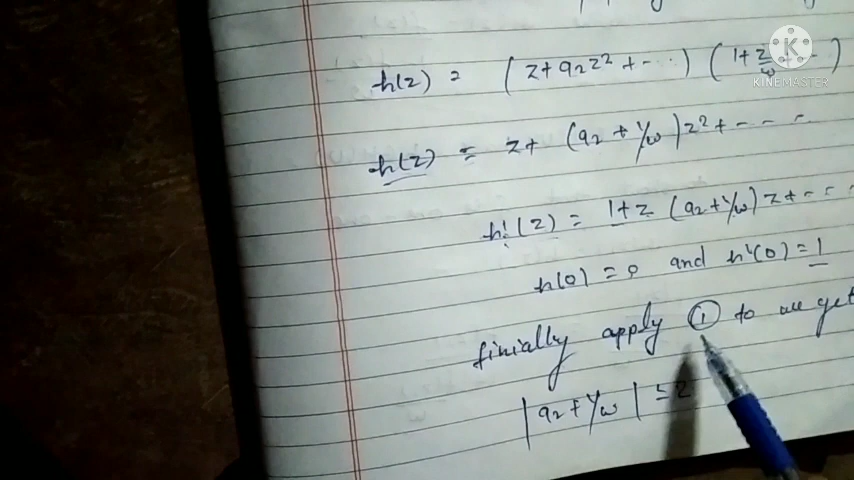 K
KINEMASTER
h(z) = (z+a₂z²+---) (1+z/w+--)
h(z) = z+ (a₂+1/w)z²+----
h'(z) = 1+2 (a₂+1/w)z+---
h(0)=0 and h'(0)=1
finially apply ① to we get
|a₂+1/w| ≤2